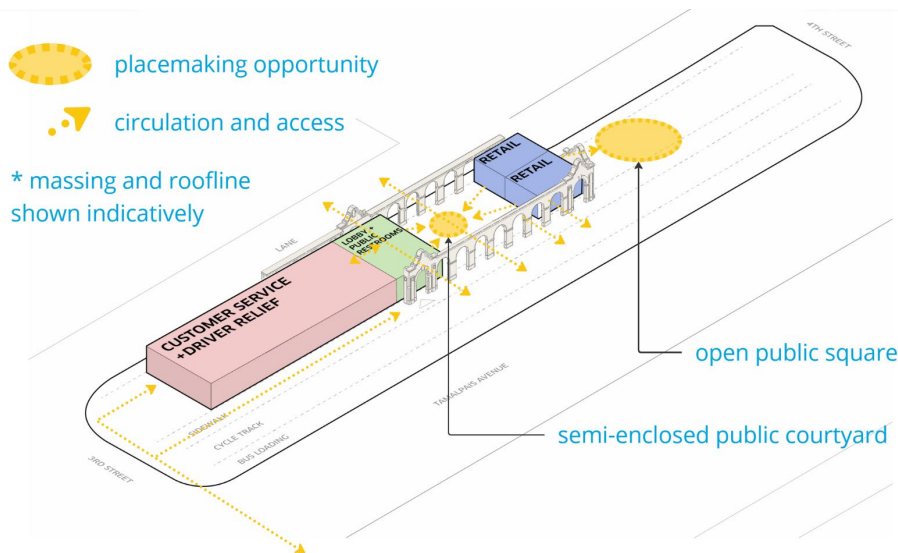 4TH STREET
placemaking opportunity
circulation and access
* massing and roofline
shown indicatively
RETAIL
RETAIL
LANE
LOBBY +
PUBLIC
RESTROOMS
CUSTOMER SERVICE
+DRIVER RELIEF
open public square
TAMALPAIS AVENUE
semi-enclosed public courtyard
SIDEWALK
CYCLE TRACK
BUS LOADING
3RD STREET